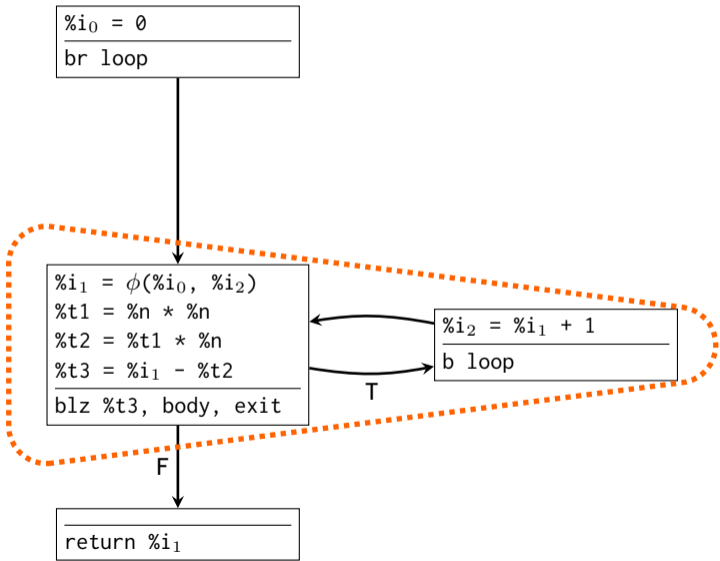 %i₀ = 0
br loop
%i₁ = ϕ(%i₀, %i₂)
%t1 = %n * %n
%t2 = %t1 * %n
%t3 = %i₁ - %t2
blz %t3, body, exit
%i₂ = %i₁ + 1
b loop
T
F
return %i₁